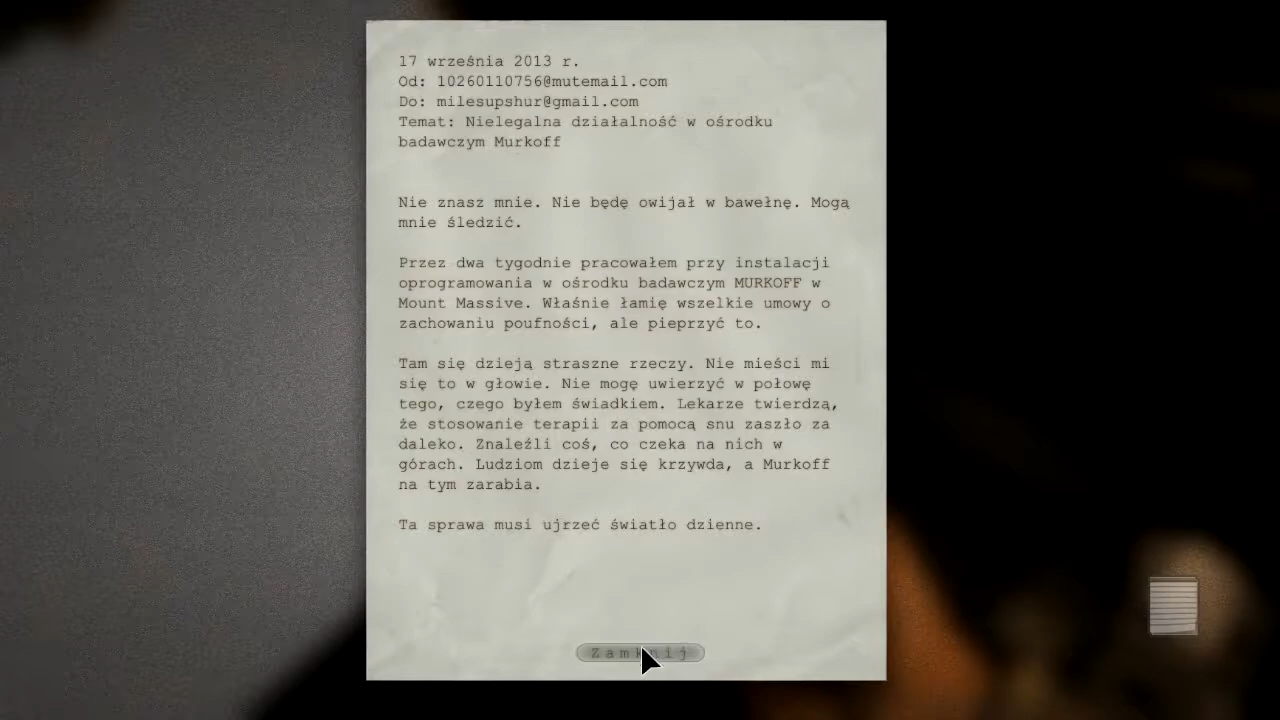 17 września 2013 r.
Od: 10260110756@mutemail.com
Do: milesupshur@gmail.com
Temat: Nielegalna działalność w ośrodku
badawczym Murkoff
Nie znasz mnie. Nie będę owijał w bawełnę. Mogą
mnie śledzić.
Przez dwa tygodnie pracowałem przy instalacji
oprogramowania w ośrodku badawczym MURKOFF w
Mount Massive. Właśnie łamię wszelkie umowy o
zachowaniu poufności, ale pieprzyć to.
Tam się dzieją straszne rzeczy. Nie mieści mi
się to w głowie. Nie mogę uwierzyć w połowę
tego, czego byłem świadkiem. Lekarze twierdzą,
że stosowanie terapii za pomocą snu zaszło za
daleko. Znaleźli coś, co czeka na nich w
górach. Ludziom dzieje się krzywda, a Murkoff
na tym zarabia.
Ta sprawa musi ujrzeć światło dzienne.
Zamknij